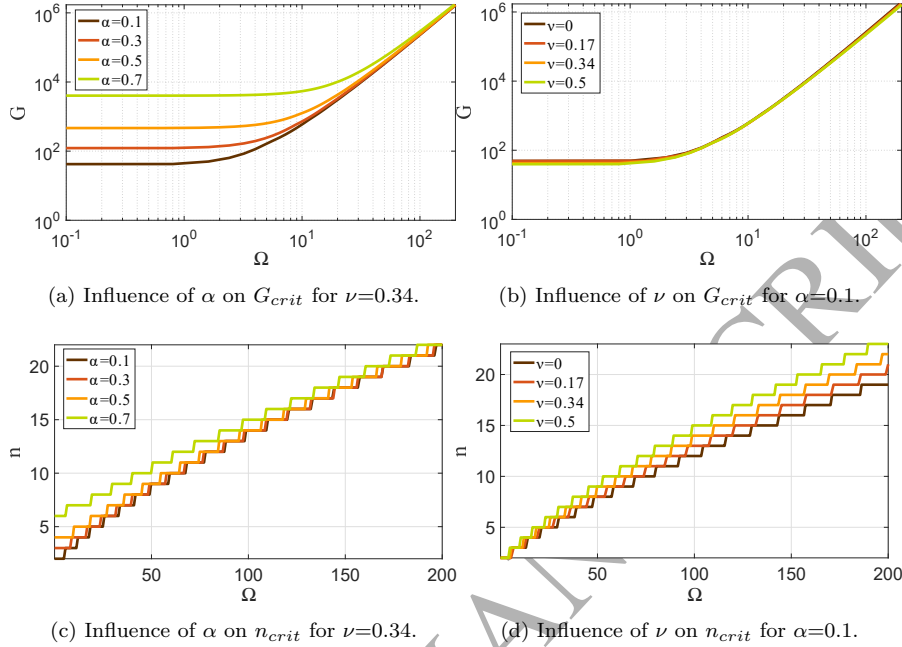 10^6
10^4
10^2
10^0
G
α=0.1
α=0.3
α=0.5
α=0.7
10^-1
10^0
10^1
10^2
Ω
(a) Influence of α on G_crit for ν=0.34.
10^6
10^4
10^2
10^0
G
ν=0
ν=0.17
ν=0.34
ν=0.5
10^-1
10^0
10^1
10^2
Ω
(b) Influence of ν on G_crit for α=0.1.
20
15
10
5
n
α=0.1
α=0.3
α=0.5
α=0.7
50
100
150
200
Ω
(c) Influence of α on n_crit for ν=0.34.
20
15
10
5
n
ν=0
ν=0.17
ν=0.34
ν=0.5
50
100
150
200
Ω
(d) Influence of ν on n_crit for α=0.1.